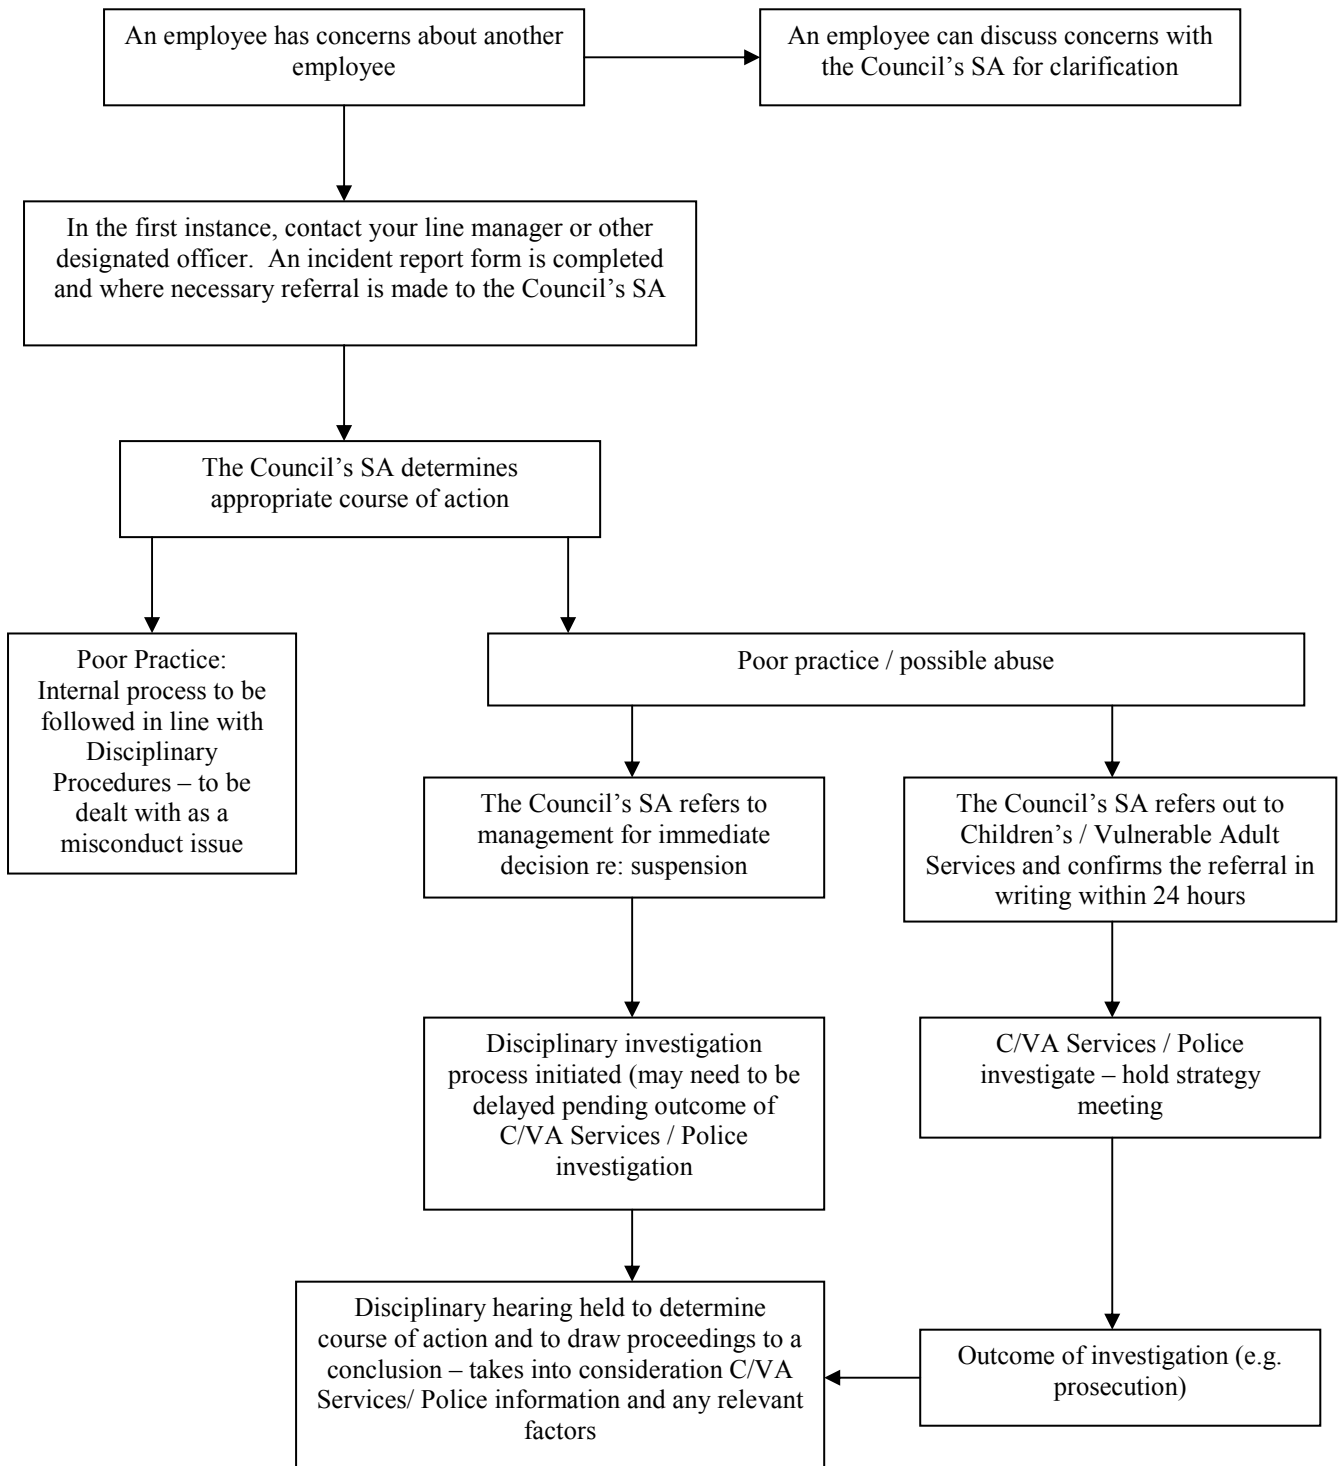 An employee has concerns about another
employee
An employee can discuss concerns with
the Council's SA for clarification
In the first instance, contact your line manager or other
designated officer.  An incident report form is completed
and where necessary referral is made to the Council's SA
The Council's SA determines
appropriate course of action
Poor Practice:
Internal process to be
followed in line with
Disciplinary
Procedures – to be
dealt with as a
misconduct issue
Poor practice / possible abuse
The Council's SA refers to
management for immediate
decision re: suspension
The Council's SA refers out to
Children's / Vulnerable Adult
Services and confirms the referral in
writing within 24 hours
Disciplinary investigation
process initiated (may need to be
delayed pending outcome of
C/VA Services / Police
investigation
C/VA Services / Police
investigate – hold strategy
meeting
Disciplinary hearing held to determine
course of action and to draw proceedings to a
conclusion – takes into consideration C/VA
Services/ Police information and any relevant
factors
Outcome of investigation (e.g.
prosecution)